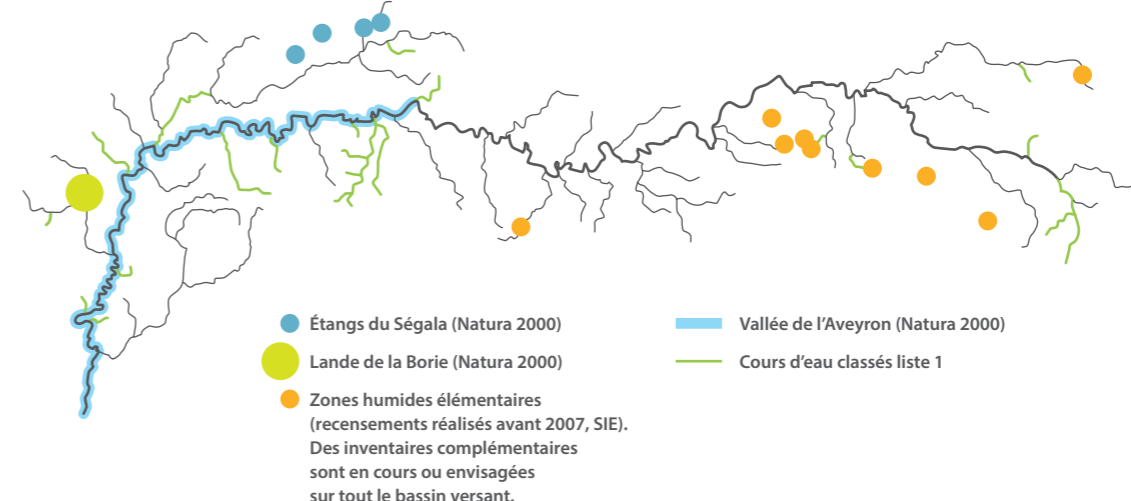 Étangs du Ségala (Natura 2000)
Lande de la Borie (Natura 2000)
Zones humides élémentaires
(recensements réalisés avant 2007, SIE).
Des inventaires complémentaires
sont en cours ou envisagées
sur tout le bassin versant.
Vallée de l'Aveyron (Natura 2000)
Cours d'eau classés liste 1